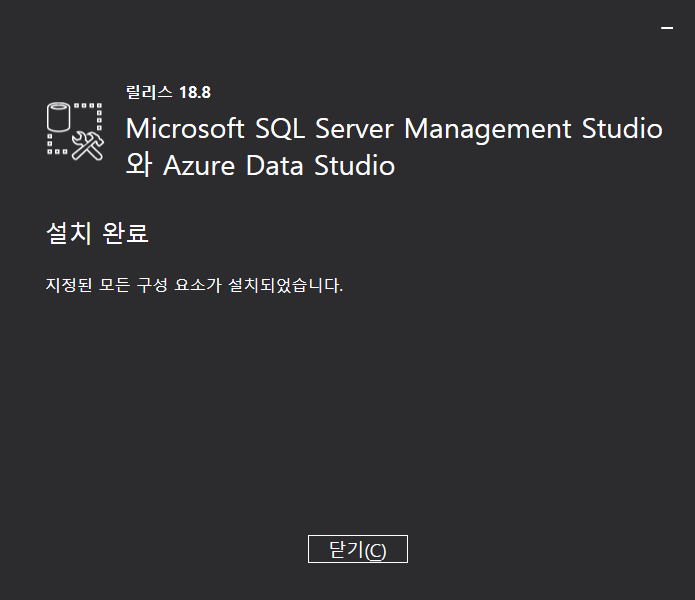 릴리스 18.8
Microsoft SQL Server Management Studio
와 Azure Data Studio
설치 완료
지정된 모든 구성 요소가 설치되었습니다.
닫기(C)